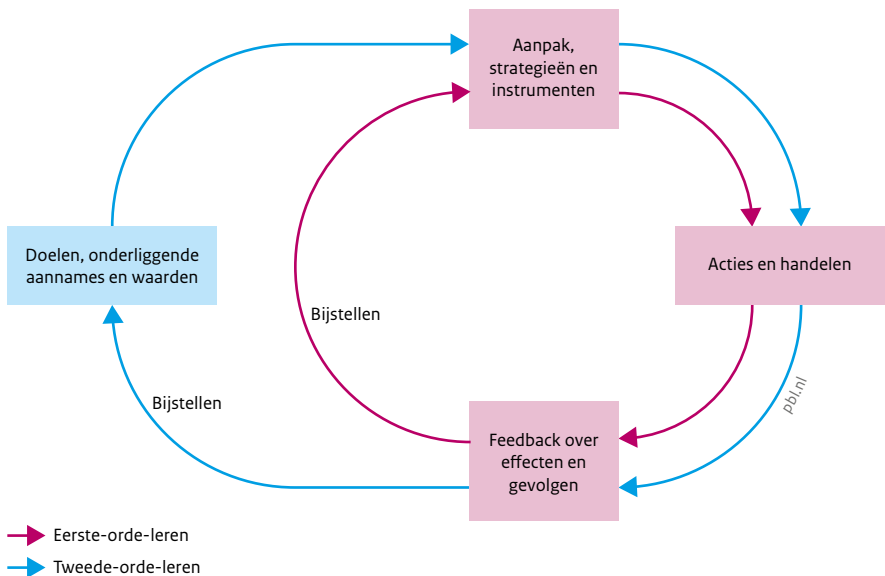 Aanpak,
strategieën en
instrumenten
Doelen, onderliggende
aannames en waarden
Acties en handelen
Bijstellen
Bijstellen
pbl.nl
Feedback over
effecten en
gevolgen
Eerste-orde-leren
Tweede-orde-leren